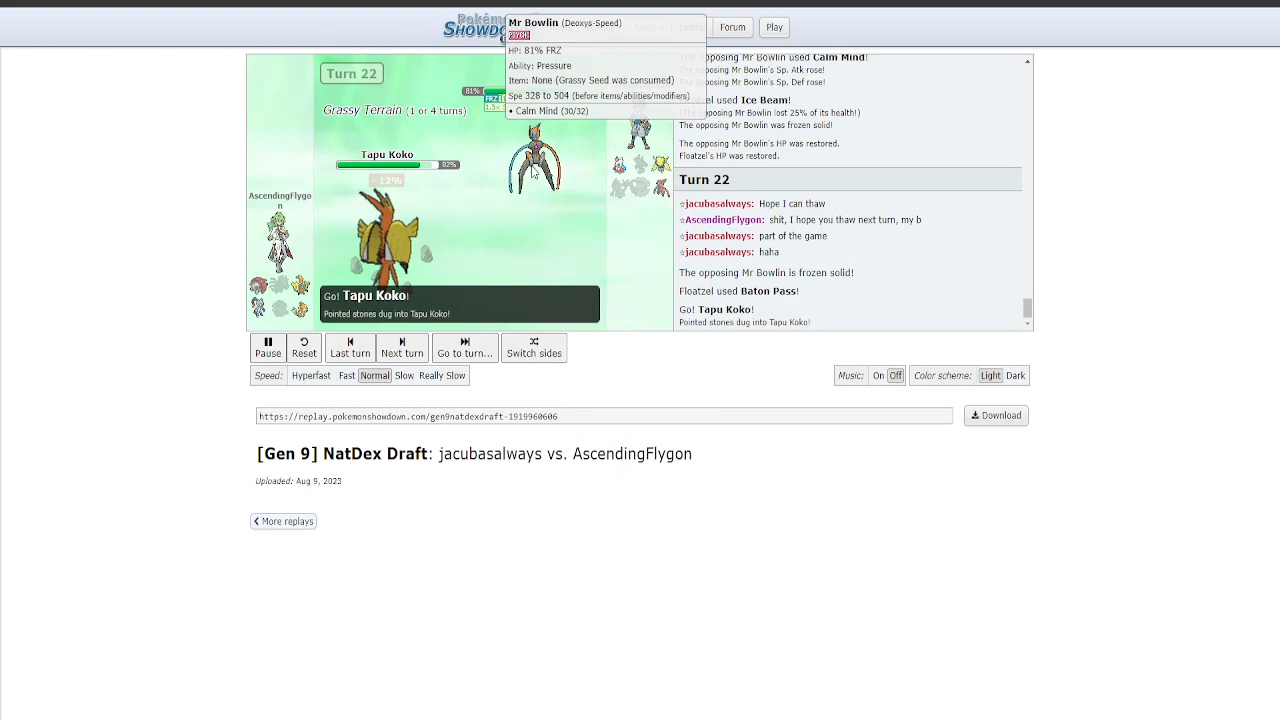 Pokémon
SHOWDO
Forum
Play
Mr Bowlin (Deoxys-Speed)
PSYCHC
HP: 81% FRZ
Ability: Pressure
Item: None (Grassy Seed was consumed)
Spe 328 to 504 (before items/abilities/modifiers)
• Calm Mind (30/32)
Turn 22
Grassy Terrain (1 or 4 turns)
81%
FRZ
1.5×
Tapu Koko
82%
−12%
AscendingFlygo
n
Go! Tapu Koko!
Pointed stones dug into Tapu Koko!
The opposing Mr Bowlin used Calm Mind!
The opposing Mr Bowlin's Sp. Atk rose!
The opposing Mr Bowlin's Sp. Def rose!
Floatzel used Ice Beam!
(The opposing Mr Bowlin lost 25% of its health!)
The opposing Mr Bowlin was frozen solid!
The opposing Mr Bowlin's HP was restored.
Floatzel's HP was restored.
Turn 22
☆jacubasalways: Hope I can thaw
☆AscendingFlygon: shit, I hope you thaw next turn, my b
☆jacubasalways: part of the game
☆jacubasalways: haha
The opposing Mr Bowlin is frozen solid!
Floatzel used Baton Pass!
Go! Tapu Koko!
Pointed stones dug into Tapu Koko!
Pause
Reset
Last turn
Next turn
Go to turn...
Switch sides
Speed: Hyperfast Fast Normal Slow Really Slow
Music: On Off
Color scheme: Light Dark
https://replay.pokemonshowdown.com/gen9natdexdraft-1919960606
Download
[Gen 9] NatDex Draft: jacubasalways vs. AscendingFlygon
Uploaded: Aug 9, 2023
More replays